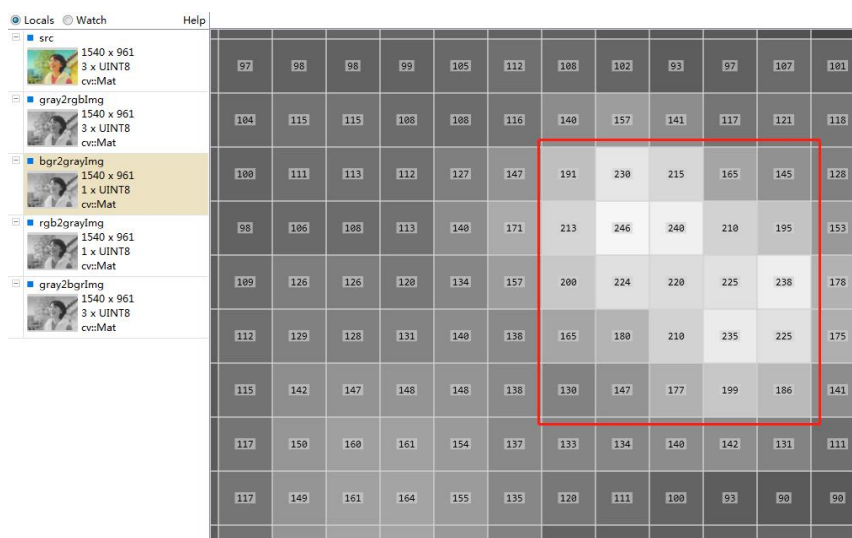 Locals Watch Help
src
1540 x 961
3 x UINT8
cv::Mat
gray2rgbImg
1540 x 961
3 x UINT8
cv::Mat
bgr2grayImg
1540 x 961
1 x UINT8
cv::Mat
rgb2grayImg
1540 x 961
1 x UINT8
cv::Mat
gray2bgrImg
1540 x 961
3 x UINT8
cv::Mat
97 98 98 99 105 112 108 102 93 97 107 101
104 115 115 108 108 116 140 157 141 117 121 118
100 111 113 112 127 147 191 230 215 165 145 128
98 106 108 113 140 171 213 246 240 210 195 153
109 126 126 120 134 157 200 224 220 225 238 178
112 129 128 131 140 138 165 180 210 235 225 175
115 142 147 148 148 138 130 147 177 199 186 141
117 150 160 161 154 137 133 134 140 142 131 111
117 149 161 164 155 135 120 111 100 93 90 90